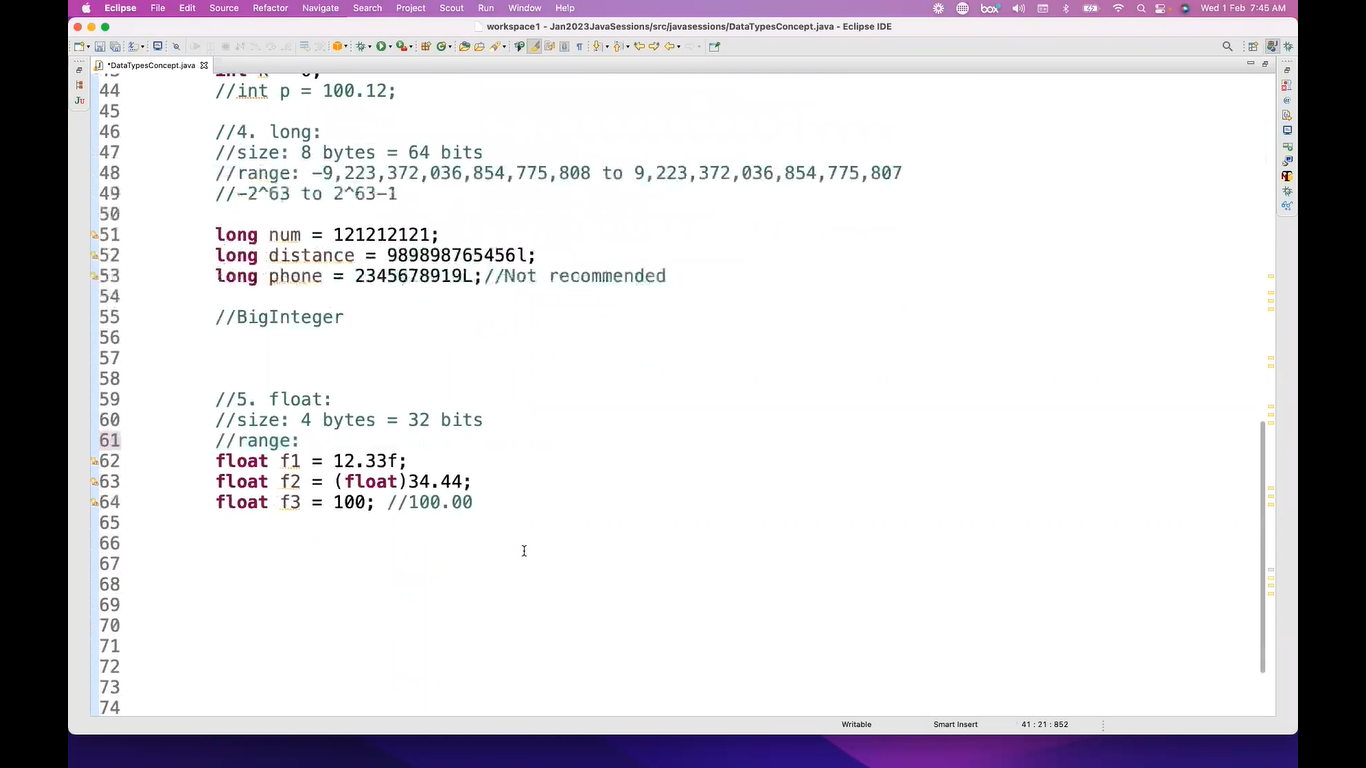 Eclipse File Edit Source Refactor Navigate Search Project Scout Run Window Help box Wed 1 Feb 7:45 AM
workspace1 - Jan2023JavaSessions/src/javasessions/DataTypesConcept.java - Eclipse IDE
*DataTypesConcept.java
44 //int p = 100.12;
45
46 //4. long:
47 //size: 8 bytes = 64 bits
48 //range: -9,223,372,036,854,775,808 to 9,223,372,036,854,775,807
49 //-2^63 to 2^63-1
50
51 long num = 121212121;
52 long distance = 989898765456l;
53 long phone = 2345678919L;//Not recommended
54
55 //BigInteger
56
57
58
59 //5. float:
60 //size: 4 bytes = 32 bits
61 //range:
62 float f1 = 12.33f;
63 float f2 = (float)34.44;
64 float f3 = 100; //100.00
65
66
67
68
69
70
71
72
73
74
Writable Smart Insert 41 : 21 : 852